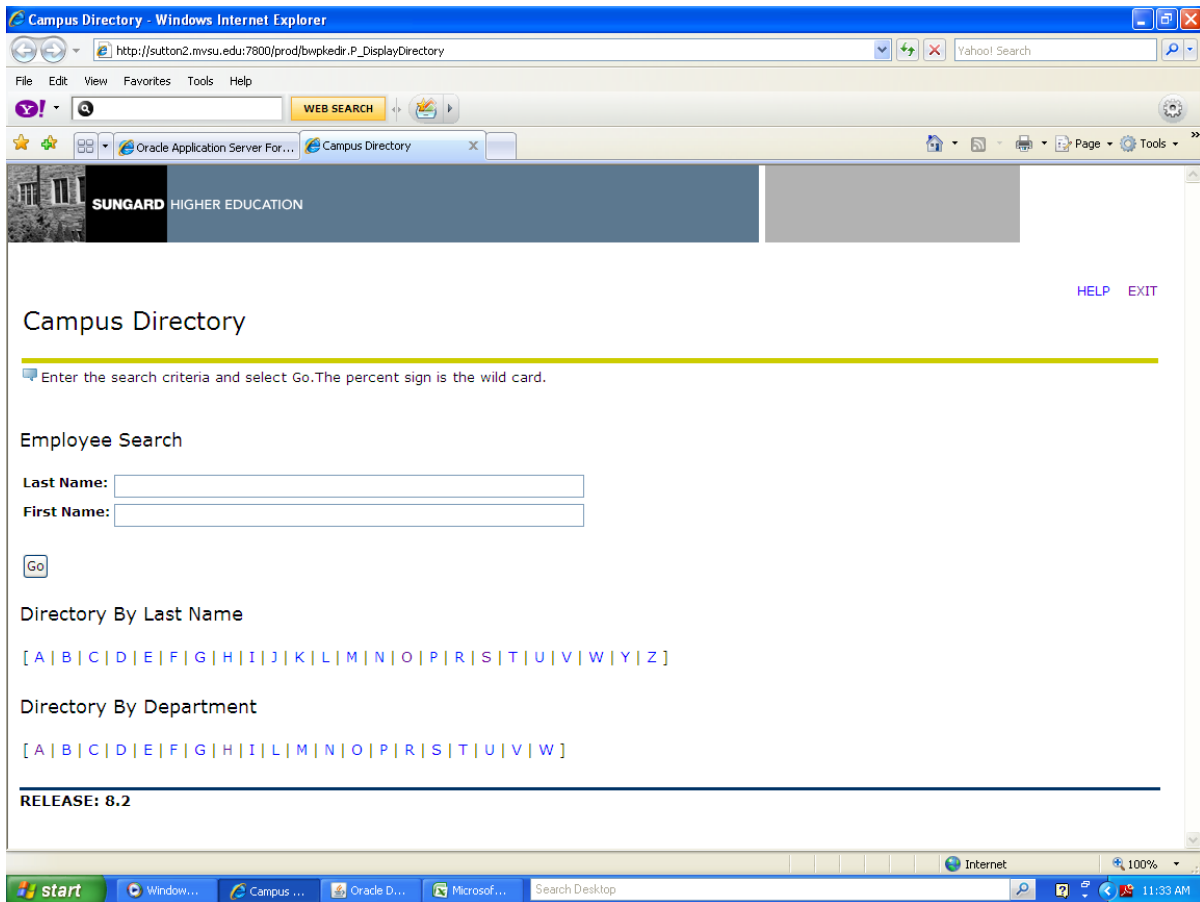 Campus Directory - Windows Internet Explorer
http://sutton2.mvsu.edu:7800/prod/bwpkedir.P_DisplayDirectory
Yahoo! Search
File Edit View Favorites Tools Help
Y! WEB SEARCH
Oracle Application Server For... Campus Directory X Page Tools »
SUNGARD HIGHER EDUCATION
HELP EXIT
Campus Directory
Enter the search criteria and select Go.The percent sign is the wild card.
Employee Search
Last Name:
First Name:
Go
Directory By Last Name
[ A | B | C | D | E | F | G | H | I | J | K | L | M | N | O | P | R | S | T | U | V | W | Y | Z ]
Directory By Department
[ A | B | C | D | E | F | G | H | I | L | M | N | O | P | R | S | T | U | V | W ]
RELEASE: 8.2
Internet 100%
start Window... Campus ... Oracle D... Microsof... Search Desktop 11:33 AM